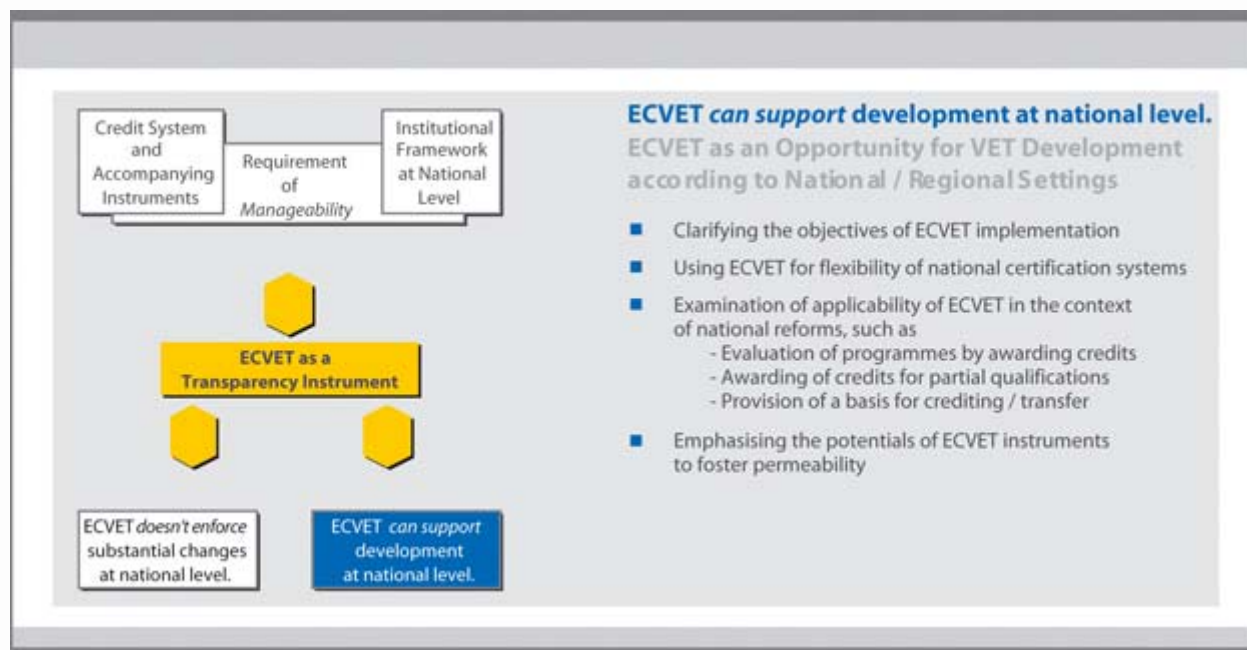 Credit System
and
Accompanying
Instruments
Requirement
of
Manageability
Institutional
Framework
at National
Level
ECVET as a
Transparency Instrument
ECVET doesn't enforce
substantial changes
at national level.
ECVET can support
development
at national level.
ECVET can support development at national level.
ECVET as an Opportunity for VET Development
according to National / Regional Settings
Clarifying the objectives of ECVET implementation
Using ECVET for flexibility of national certification systems
Examination of applicability of ECVET in the context
of national reforms, such as
- Evaluation of programmes by awarding credits
- Awarding of credits for partial qualifications
- Provision of a basis for crediting / transfer
Emphasising the potentials of ECVET instruments
to foster permeability